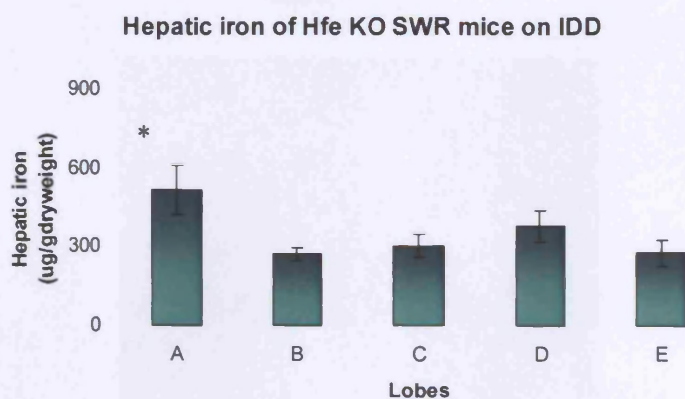 Hepatic iron of Hfe KO SWR mice on IDD
900
*
600
300
0
Hepatic iron
(ug/gdryweight)
A B C D E
Lobes